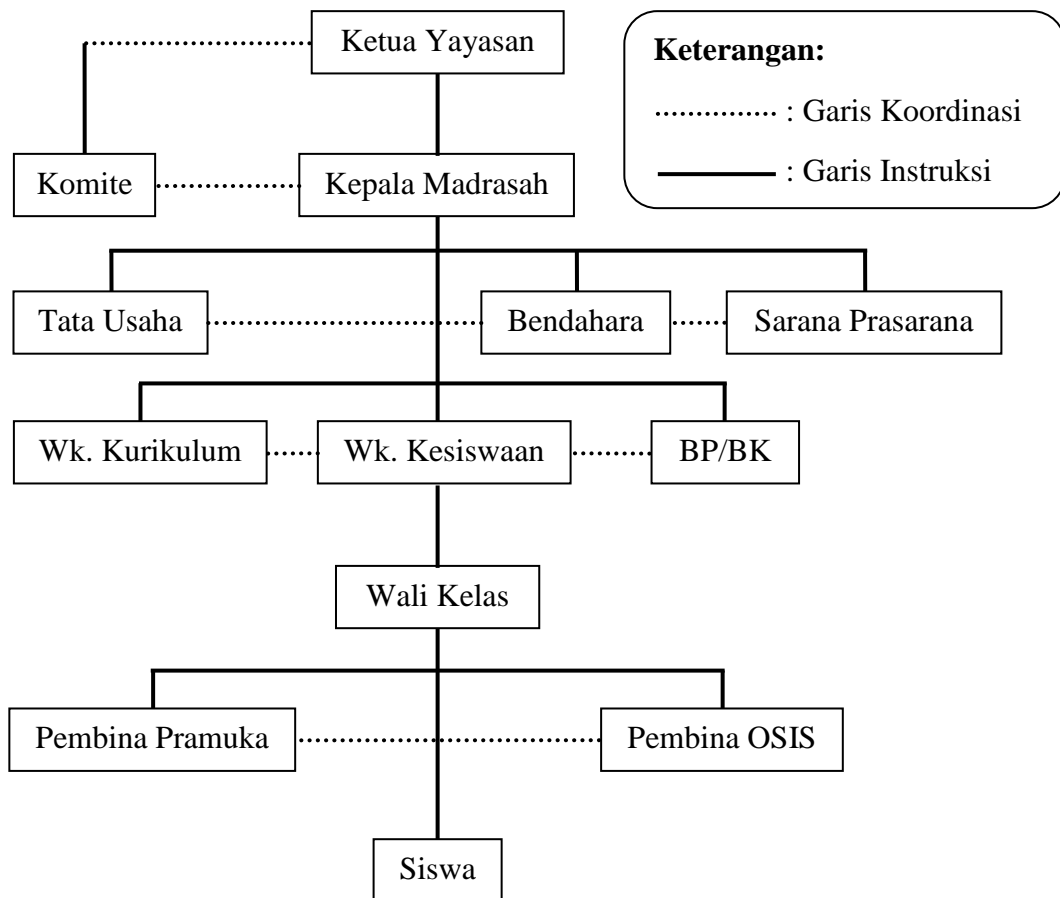 Ketua Yayasan
Keterangan:
: Garis Koordinasi
: Garis Instruksi
Komite
Kepala Madrasah
Tata Usaha
Bendahara
Sarana Prasarana
Wk. Kurikulum
Wk. Kesiswaan
BP/BK
Wali Kelas
Pembina Pramuka
Pembina OSIS
Siswa